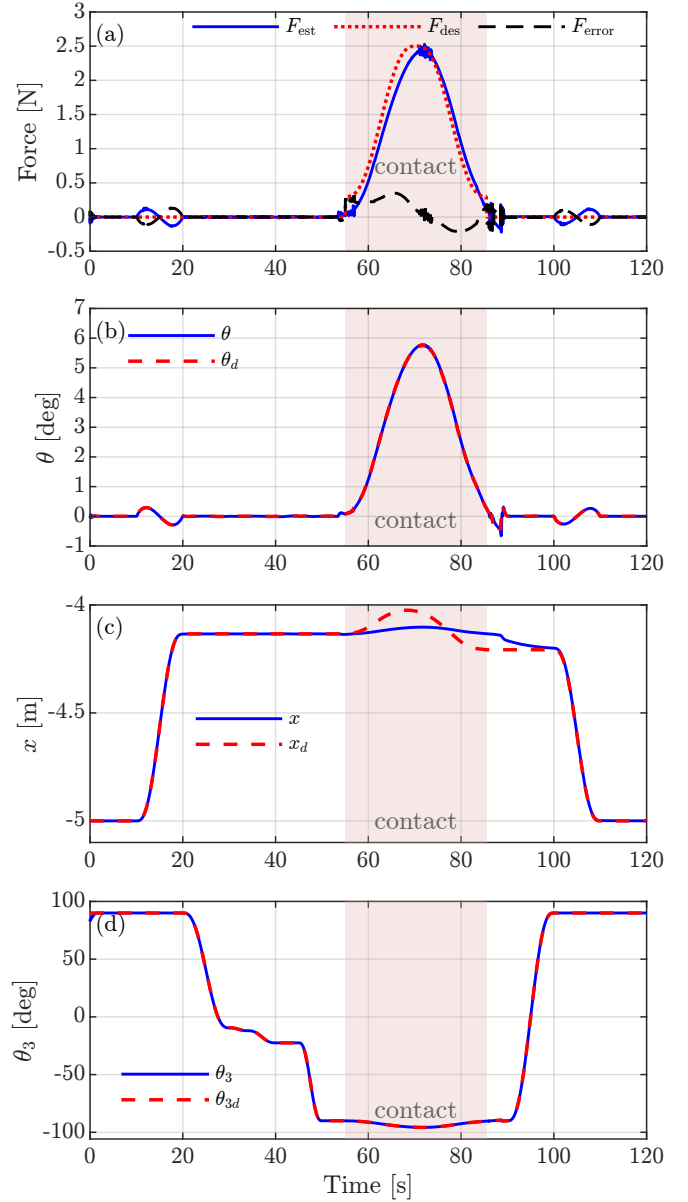 (a) F_est F_des F_error
3
2.5
2
1.5
1
0.5
0
-0.5
Force [N]
contact
0 20 40 60 80 100 120
(b)
θ
θ_d
7
6
5
4
3
2
1
0
-1
θ [deg]
contact
0 20 40 60 80 100 120
(c)
-4
-4.5
-5
x [m]
x
x_d
contact
0 20 40 60 80 100 120
(d)
100
50
0
-50
-100
θ_3 [deg]
θ_3
θ_3d
contact
0 20 40 60 80 100 120
Time [s]